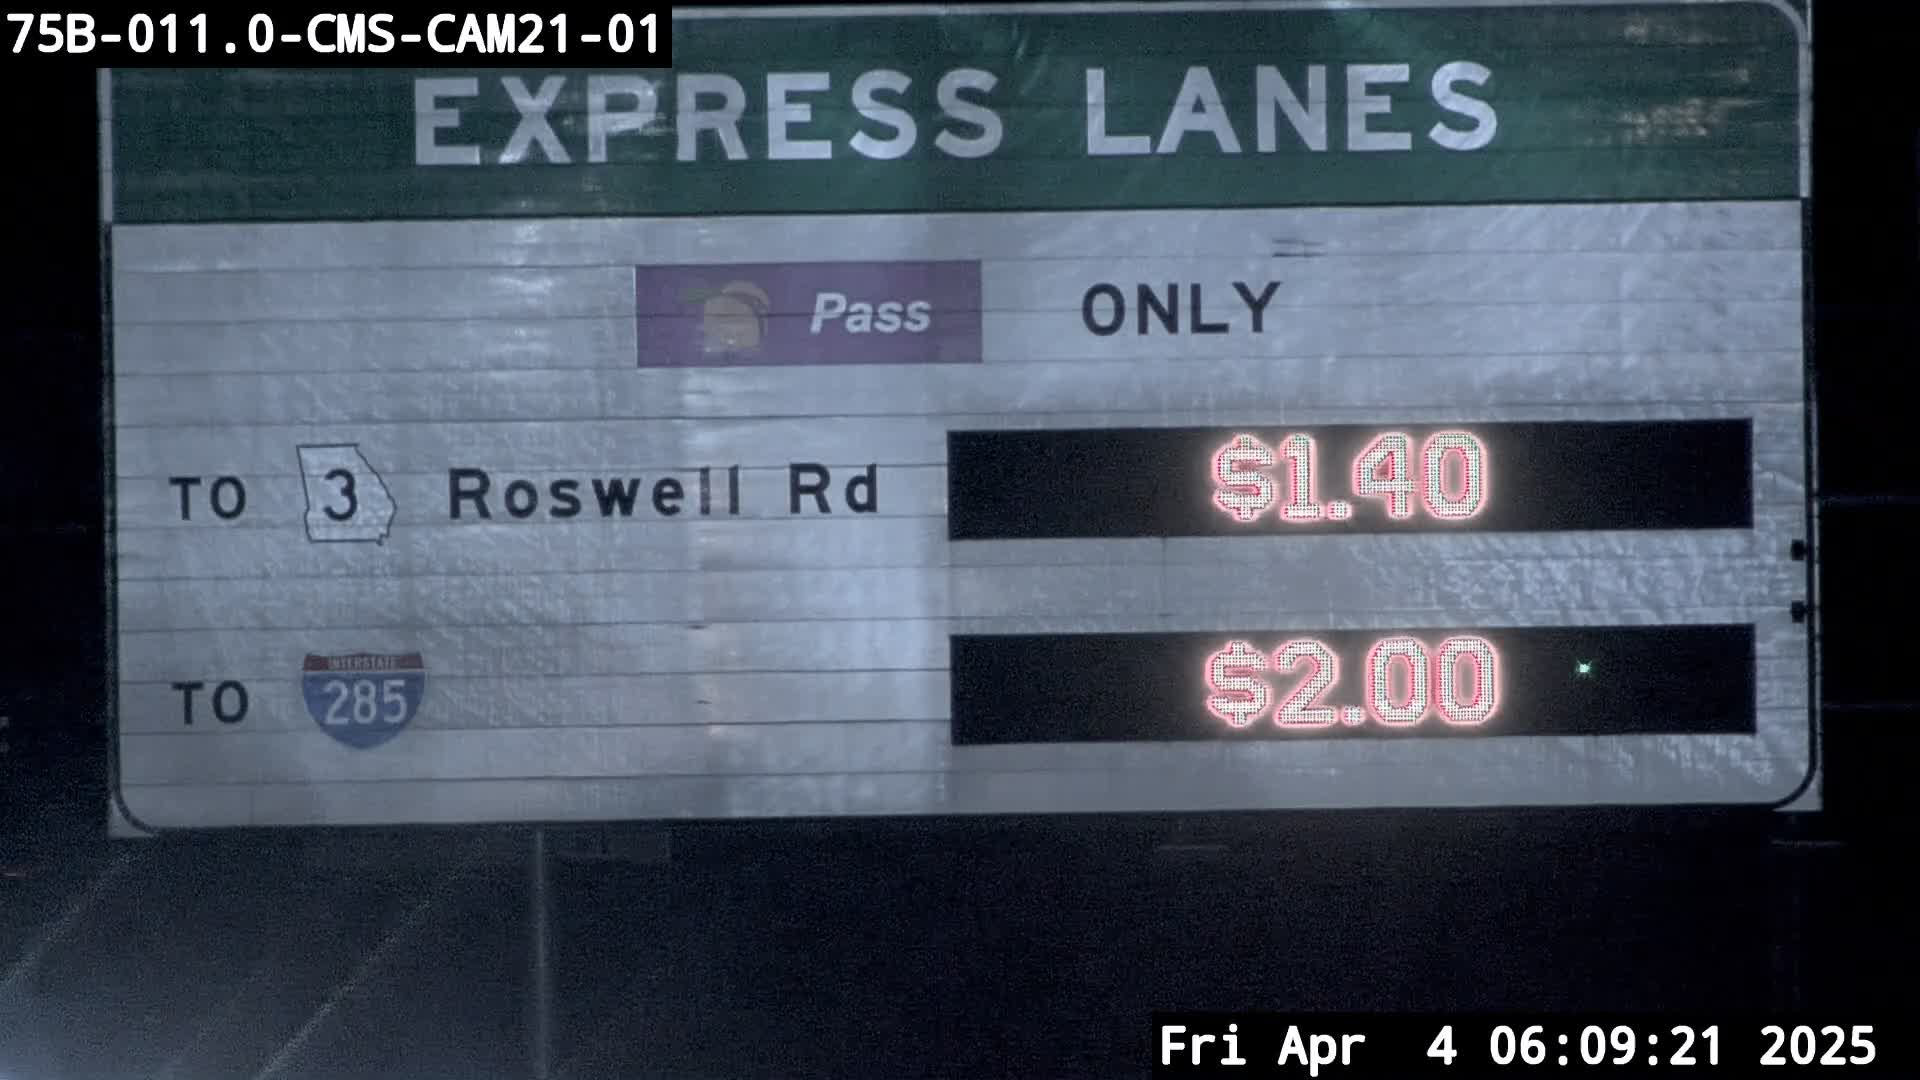 75B-011.0-CMS-CAM21-01
EXPRESS LANES
Pass ONLY
TO 3 Roswell Rd $1.40
INTERSTATE
TO 285 $2.00
Fri Apr 4 06:09:21 2025